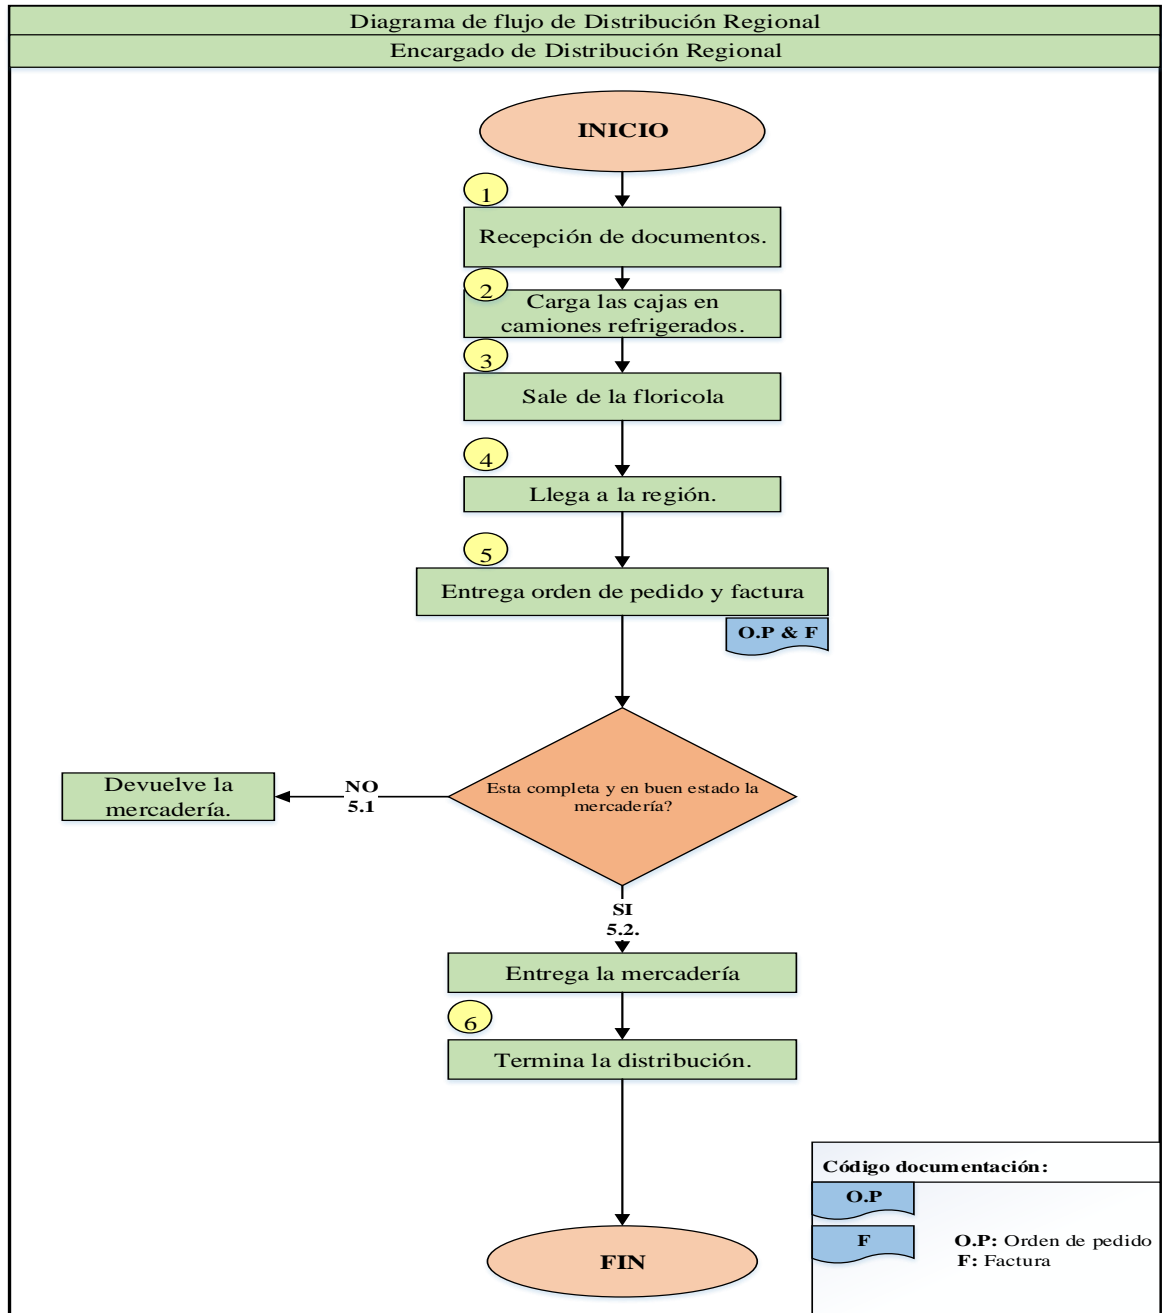 Diagrama de flujo de Distribución Regional
Encargado de Distribución Regional
INICIO
1
Recepción de documentos.
2
Carga las cajas en
camiones refrigerados.
3
Sale de la floricola
4
Llega a la región.
5
Entrega orden de pedido y factura
O.P & F
Esta completa y en buen estado la
mercadería?
NO
5.1
Devuelve la
mercadería.
SI
5.2.
Entrega la mercadería
6
Termina la distribución.
FIN
Código documentación:
O.P
F
O.P: Orden de pedido
F: Factura